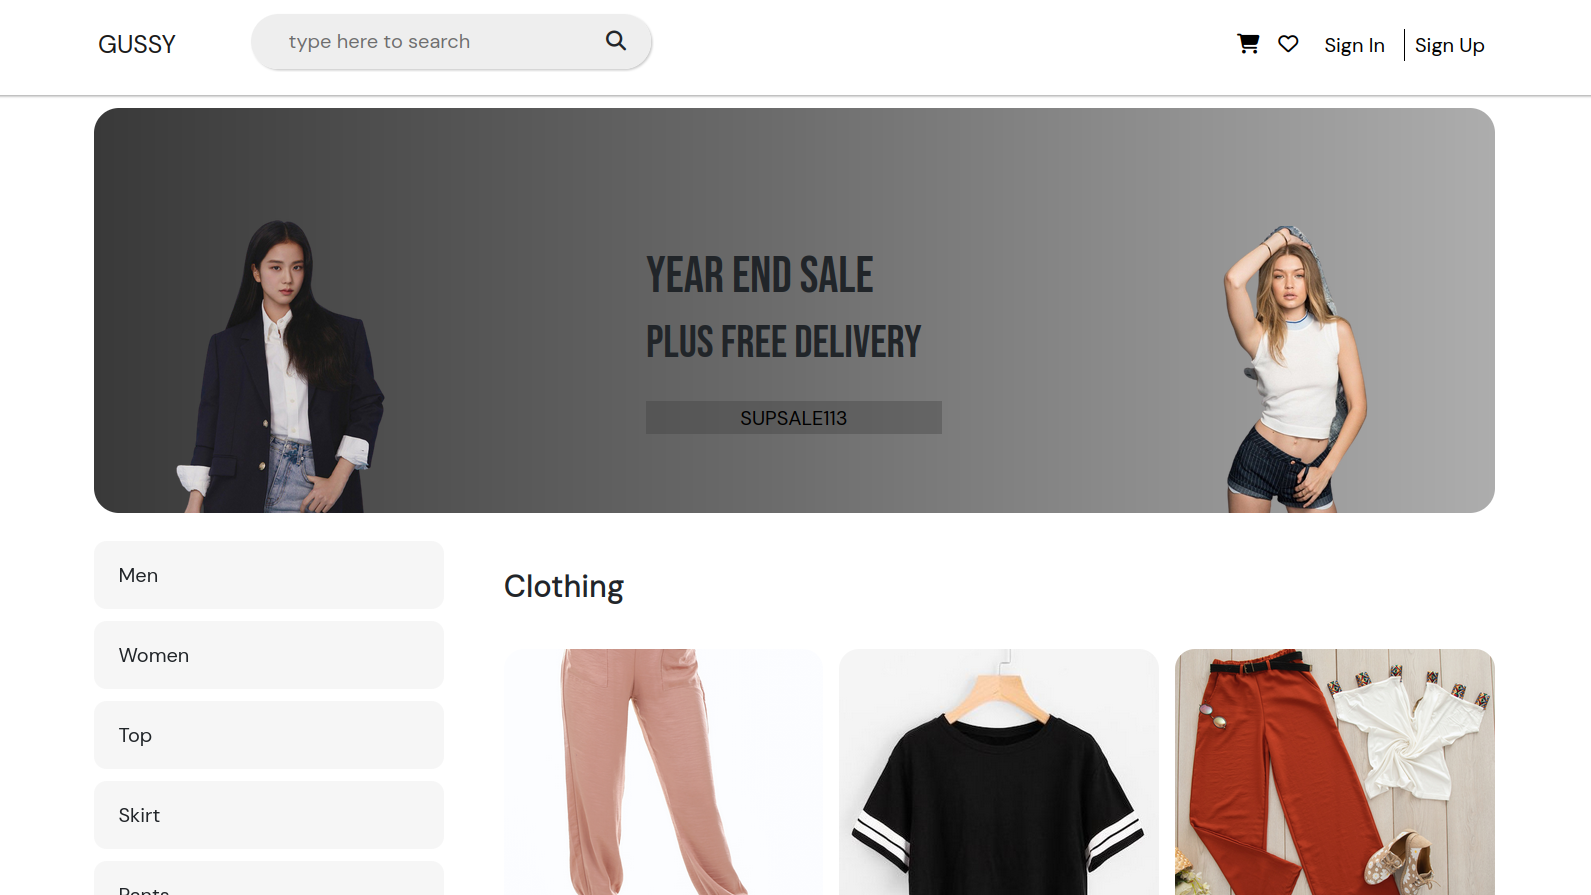 GUSSY
type here to search
Sign In
Sign Up
YEAR END SALE
PLUS FREE DELIVERY
SUPSALE113
Men
Clothing
Women
Top
Skirt
Pants